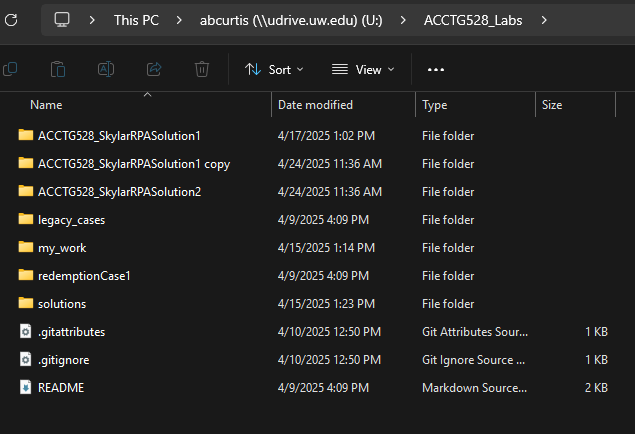 This PC > abcurtis (\\udrive.uw.edu) (U:) > ACCTG528_Labs >
Sort View
Name Date modified Type Size
ACCTG528_SkylarRPASolution1 4/17/2025 1:02 PM File folder
ACCTG528_SkylarRPASolution1 copy 4/24/2025 11:36 AM File folder
ACCTG528_SkylarRPASolution2 4/24/2025 11:36 AM File folder
legacy_cases 4/9/2025 4:09 PM File folder
my_work 4/15/2025 1:14 PM File folder
redemptionCase1 4/9/2025 4:09 PM File folder
solutions 4/15/2025 1:23 PM File folder
.gitattributes 4/10/2025 12:50 PM Git Attributes Sour... 1 KB
.gitignore 4/10/2025 12:50 PM Git Ignore Source ... 1 KB
README 4/9/2025 4:09 PM Markdown Source... 2 KB